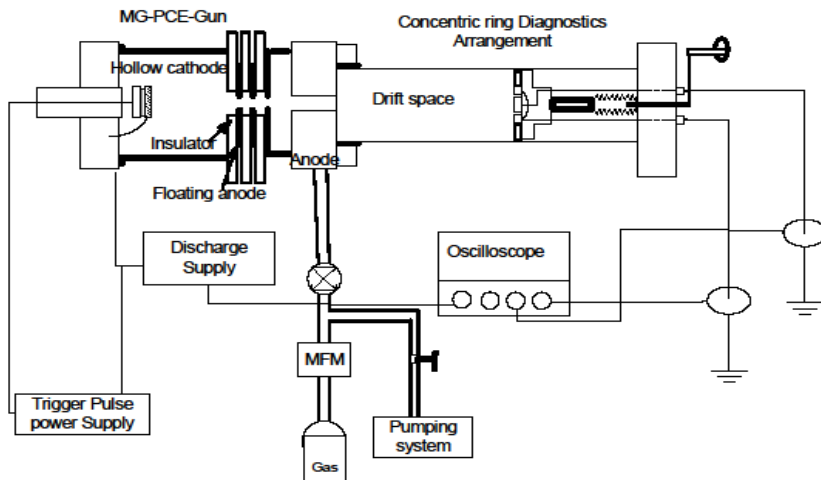 MG-PCE-Gun
Concentric ring Diagnostics
Arrangement
Hollow cathode
Drift space
Insulator
Anode
Floating anode
Discharge
Supply
Oscilloscope
MFM
Trigger Pulse
power Supply
Pumping
system
Gas